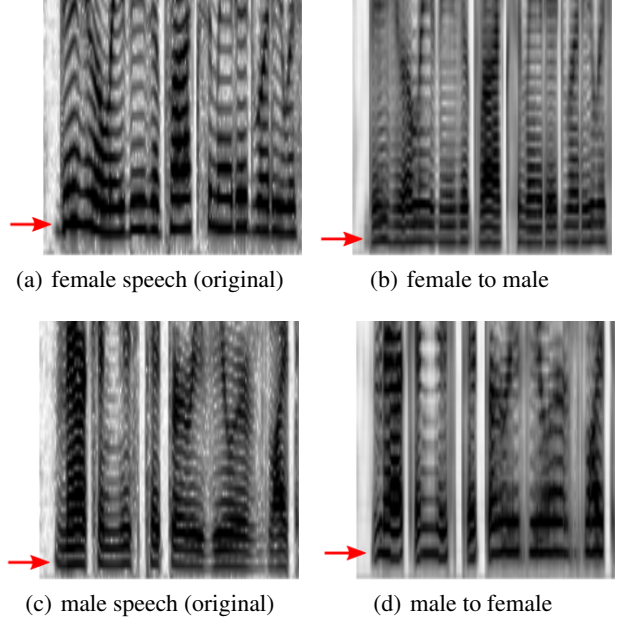 (a) female speech (original)
(b) female to male
(c) male speech (original)
(d) male to female